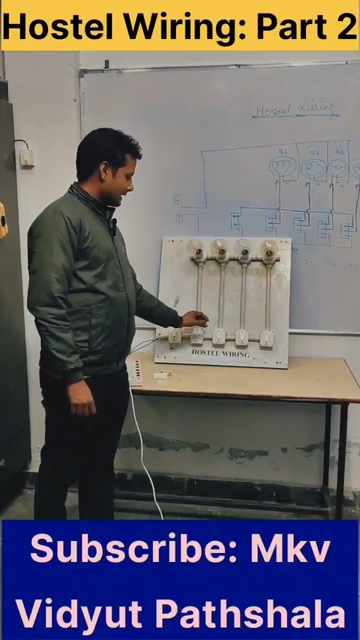 Hostel Wiring: Part 2
Hostel wiring
HOSTEL WIRING
Subscribe: Mkv
Vidyut Pathshala